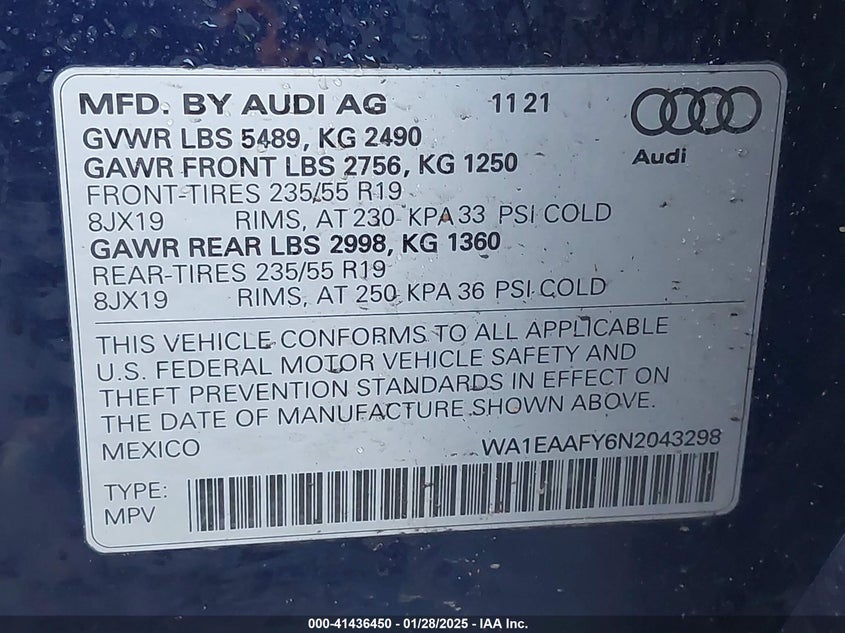 MFD. BY AUDI AG 11 21
GVWR LBS 5489, KG 2490
GAWR FRONT LBS 2756, KG 1250
Audi
FRONT-TIRES 235/55 R19
8JX19 RIMS, AT 230 KPA 33 PSI COLD
GAWR REAR LBS 2998, KG 1360
REAR-TIRES 235/55 R19
8JX19 RIMS, AT 250 KPA 36 PSI COLD
THIS VEHICLE CONFORMS TO ALL APPLICABLE
U.S. FEDERAL MOTOR VEHICLE SAFETY AND
THEFT PREVENTION STANDARDS IN EFFECT ON
THE DATE OF MANUFACTURE SHOWN ABOVE.
MEXICO WA1EAAFY6N2043298
TYPE:
MPV
000-41436450 - 01/28/2025 - IAA Inc.